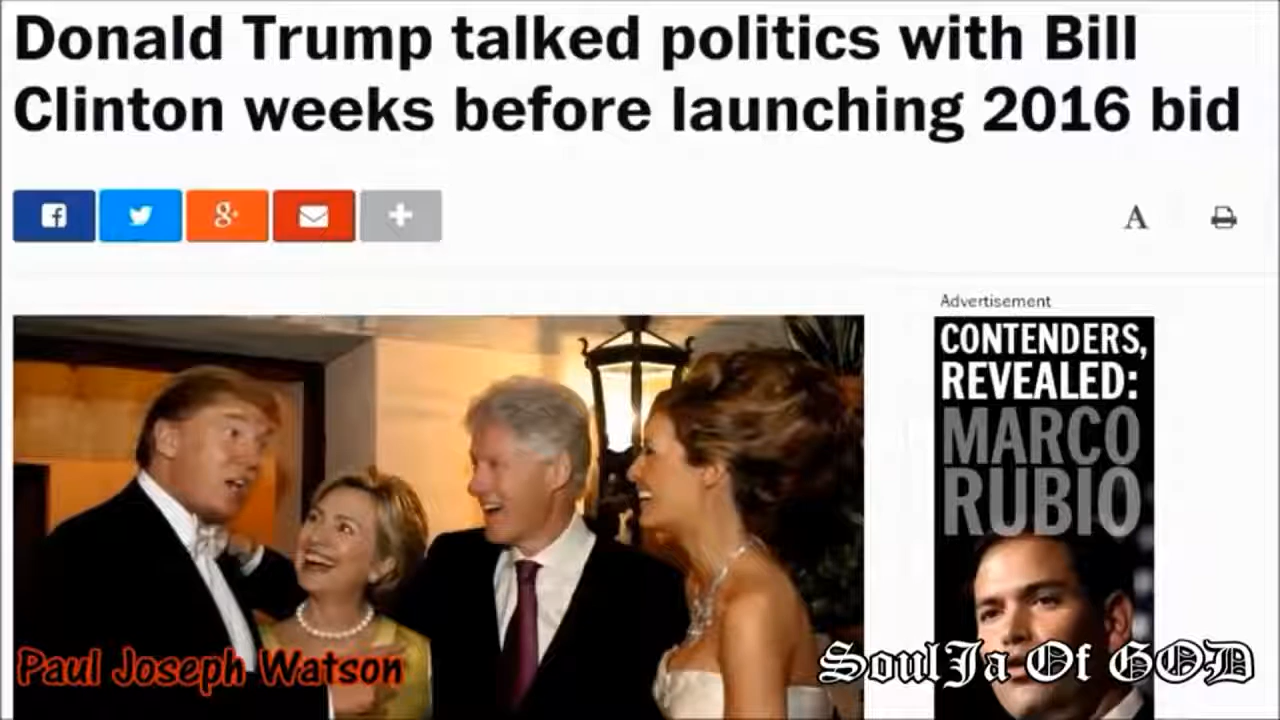 Donald Trump talked politics with Bill
Clinton weeks before launching 2016 bid
g+
A
Advertisement
CONTENDERS,
REVEALED:
MARCO
RUBIO
Paul Joseph Watson
SoulJa Of GOD